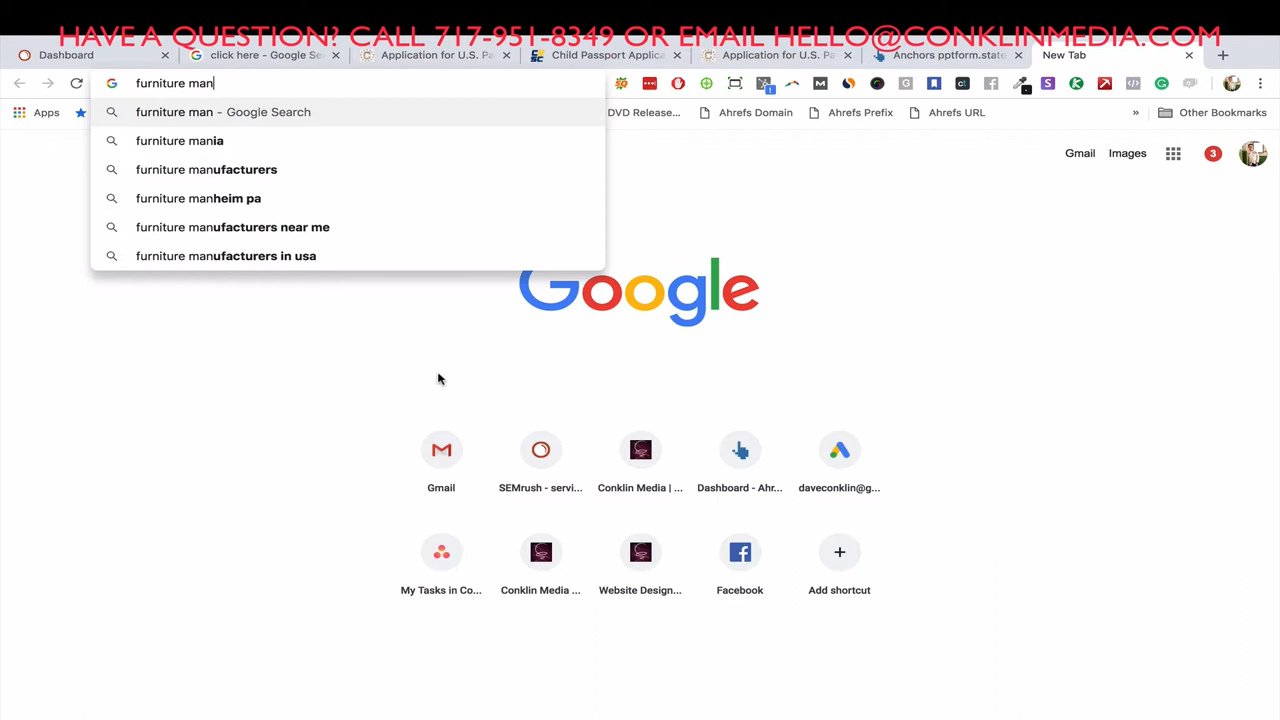 HAVE A QUESTION? CALL 717-951-8349 OR EMAIL HELLO@CONKLINMEDIA.COM
Dashboard
click here - Google Se
Application for U.S. Pa
Child Passport Applica
Application for U.S. Pa
Anchors pptform.state
New Tab
furniture man
Apps
DVD Release...
Ahrefs Domain
Ahrefs Prefix
Ahrefs URL
»
Other Bookmarks
furniture man - Google Search
furniture mania
furniture manufacturers
furniture manheim pa
furniture manufacturers near me
furniture manufacturers in usa
Gmail
Images
3
Google
Gmail
SEMrush - servi...
Conklin Media | ...
Dashboard - Ahr...
daveconklin@g...
My Tasks in Co...
Conklin Media ...
Website Design...
Facebook
Add shortcut